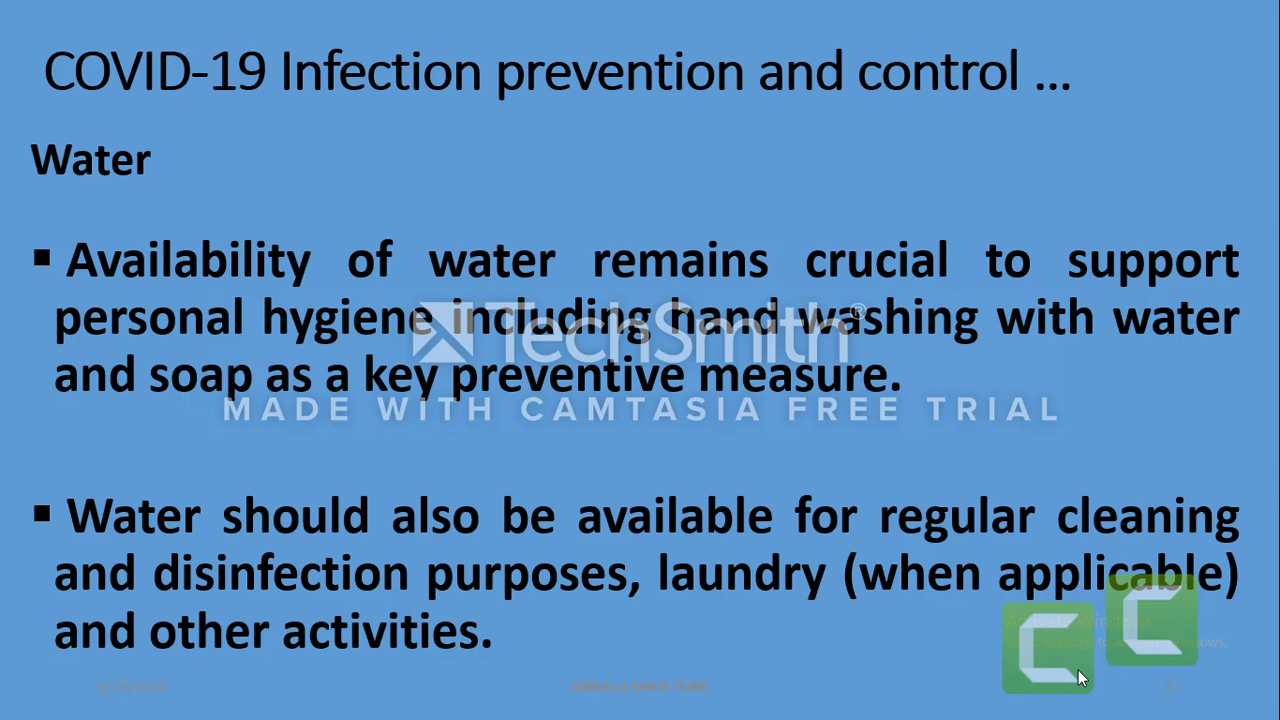 COVID-19 Infection prevention and control ...
Water
▪ Availability of water remains crucial to support
personal hygiene including hand washing with water
and soap as a key preventive measure.
TechSmith®
MADE WITH CAMTASIA FREE TRIAL
▪ Water should also be available for regular cleaning
and disinfection purposes, laundry (when applicable)
and other activities.